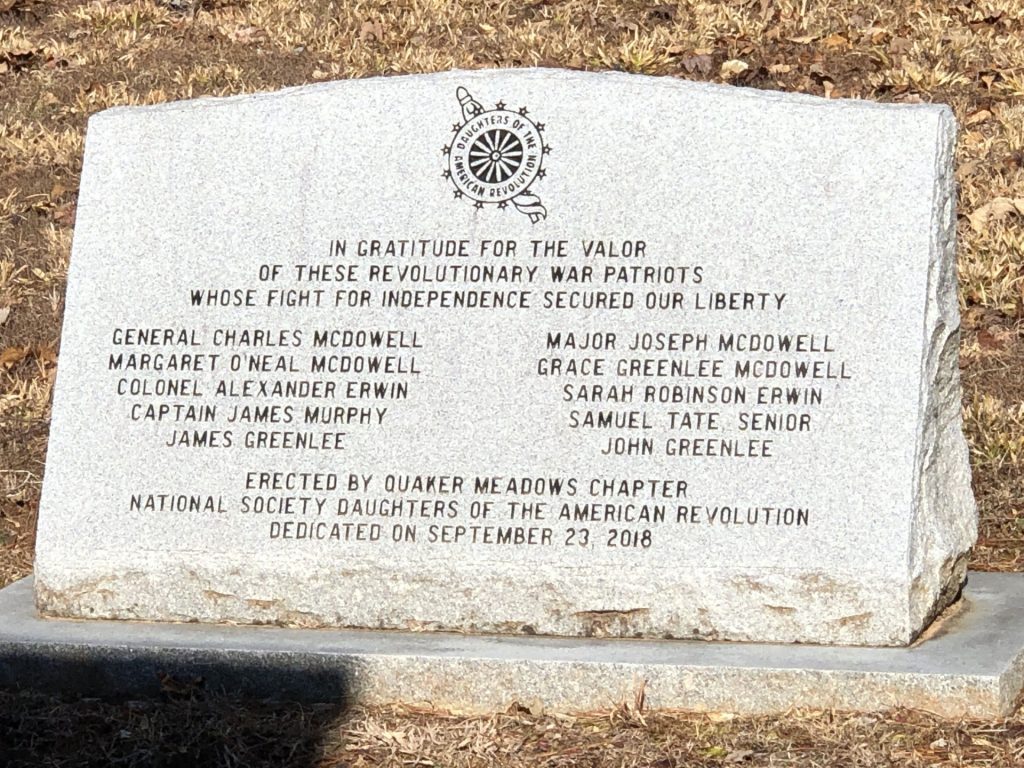 DAUGHTERS OF THE
AMERICAN REVOLUTION
IN GRATITUDE FOR THE VALOR
OF THESE REVOLUTIONARY WAR PATRIOTS
WHOSE FIGHT FOR INDEPENDENCE SECURED OUR LIBERTY
GENERAL CHARLES MCDOWELL
MARGARET O'NEAL MCDOWELL
COLONEL ALEXANDER ERWIN
CAPTAIN JAMES MURPHY
JAMES GREENLEE
MAJOR JOSEPH MCDOWELL
GRACE GREENLEE MCDOWELL
SARAH ROBINSON ERWIN
SAMUEL TATE, SENIOR
JOHN GREENLEE
ERECTED BY QUAKER MEADOWS CHAPTER
NATIONAL SOCIETY DAUGHTERS OF THE AMERICAN REVOLUTION
DEDICATED ON SEPTEMBER 23, 2018